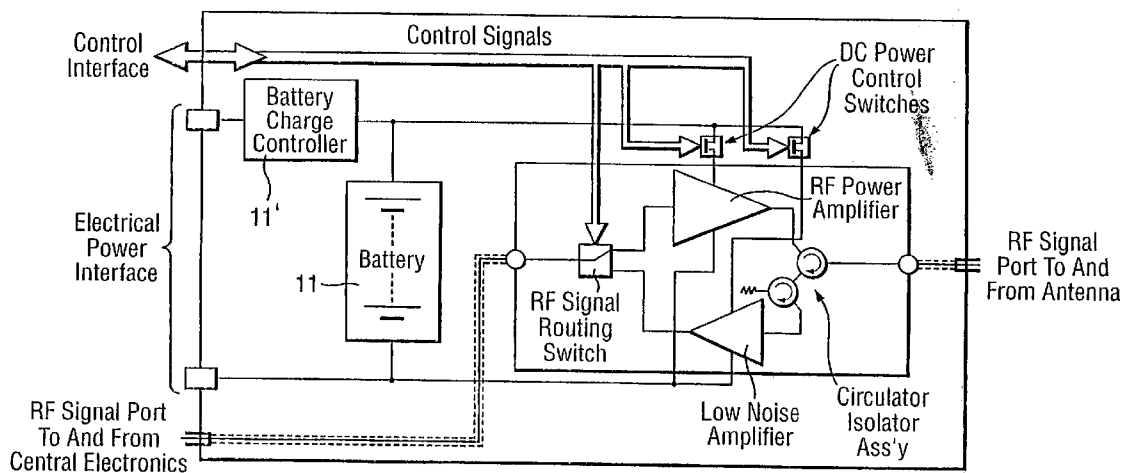 Control
Interface
Control Signals
DC Power
Control
Switches
Battery
Charge
Controller
11'
Electrical
Power
Interface
Battery
11
RF Power
Amplifier
RF Signal
Routing
Switch
RF Signal
Port To And
From Antenna
Low Noise
Amplifier
Circulator
Isolator
Ass'y
RF Signal Port
To And From
Central Electronics